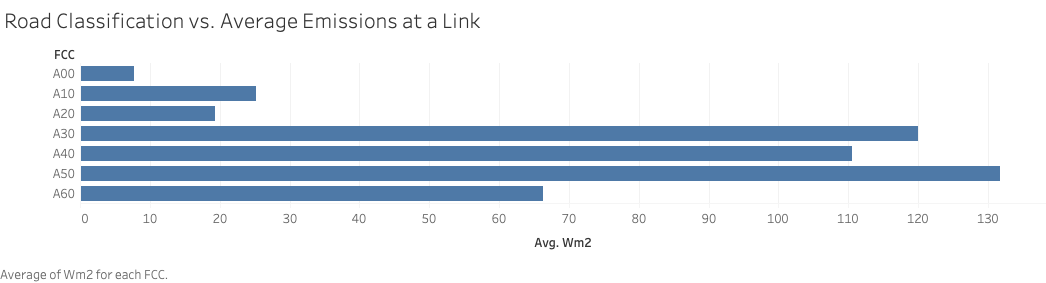 Road Classification vs. Average Emissions at a Link
FCC
A00
A10
A20
A30
A40
A50
A60
0 10 20 30 40 50 60 70 80 90 100 110 120 130
Avg. Wm2
Average of Wm2 for each FCC.